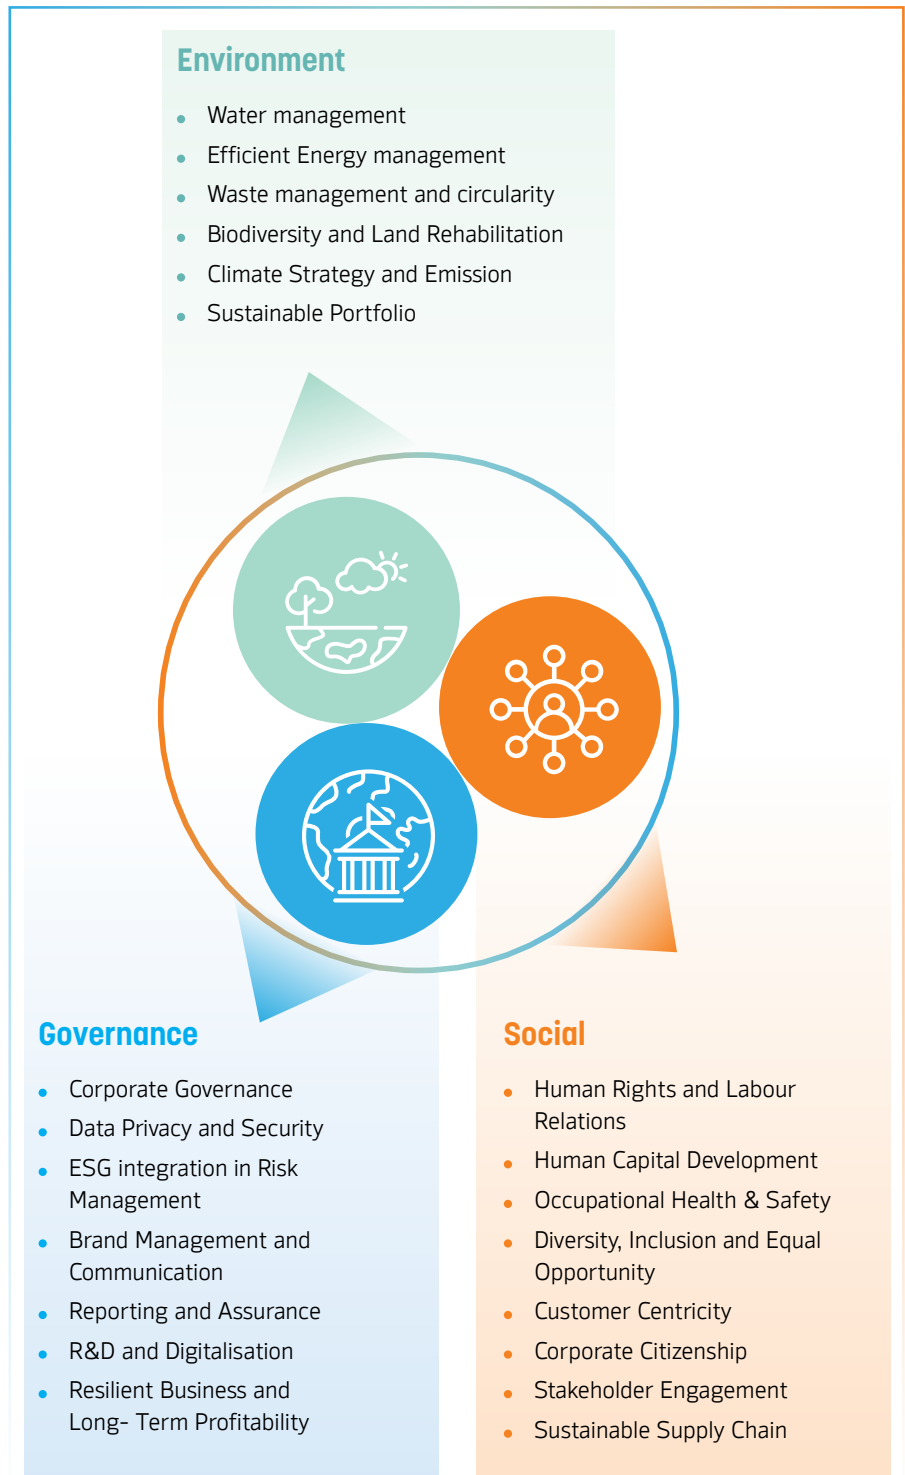 Environment
Water management
Efficient Energy management
Waste management and circularity
Biodiversity and Land Rehabilitation
Climate Strategy and Emission
Sustainable Portfolio
Governance
Corporate Governance
Data Privacy and Security
ESG integration in Risk
Management
Brand Management and
Communication
Reporting and Assurance
R&D and Digitalisation
Resilient Business and
Long- Term Profitability
Social
Human Rights and Labour
Relations
Human Capital Development
Occupational Health & Safety
Diversity, Inclusion and Equal
Opportunity
Customer Centricity
Corporate Citizenship
Stakeholder Engagement
Sustainable Supply Chain